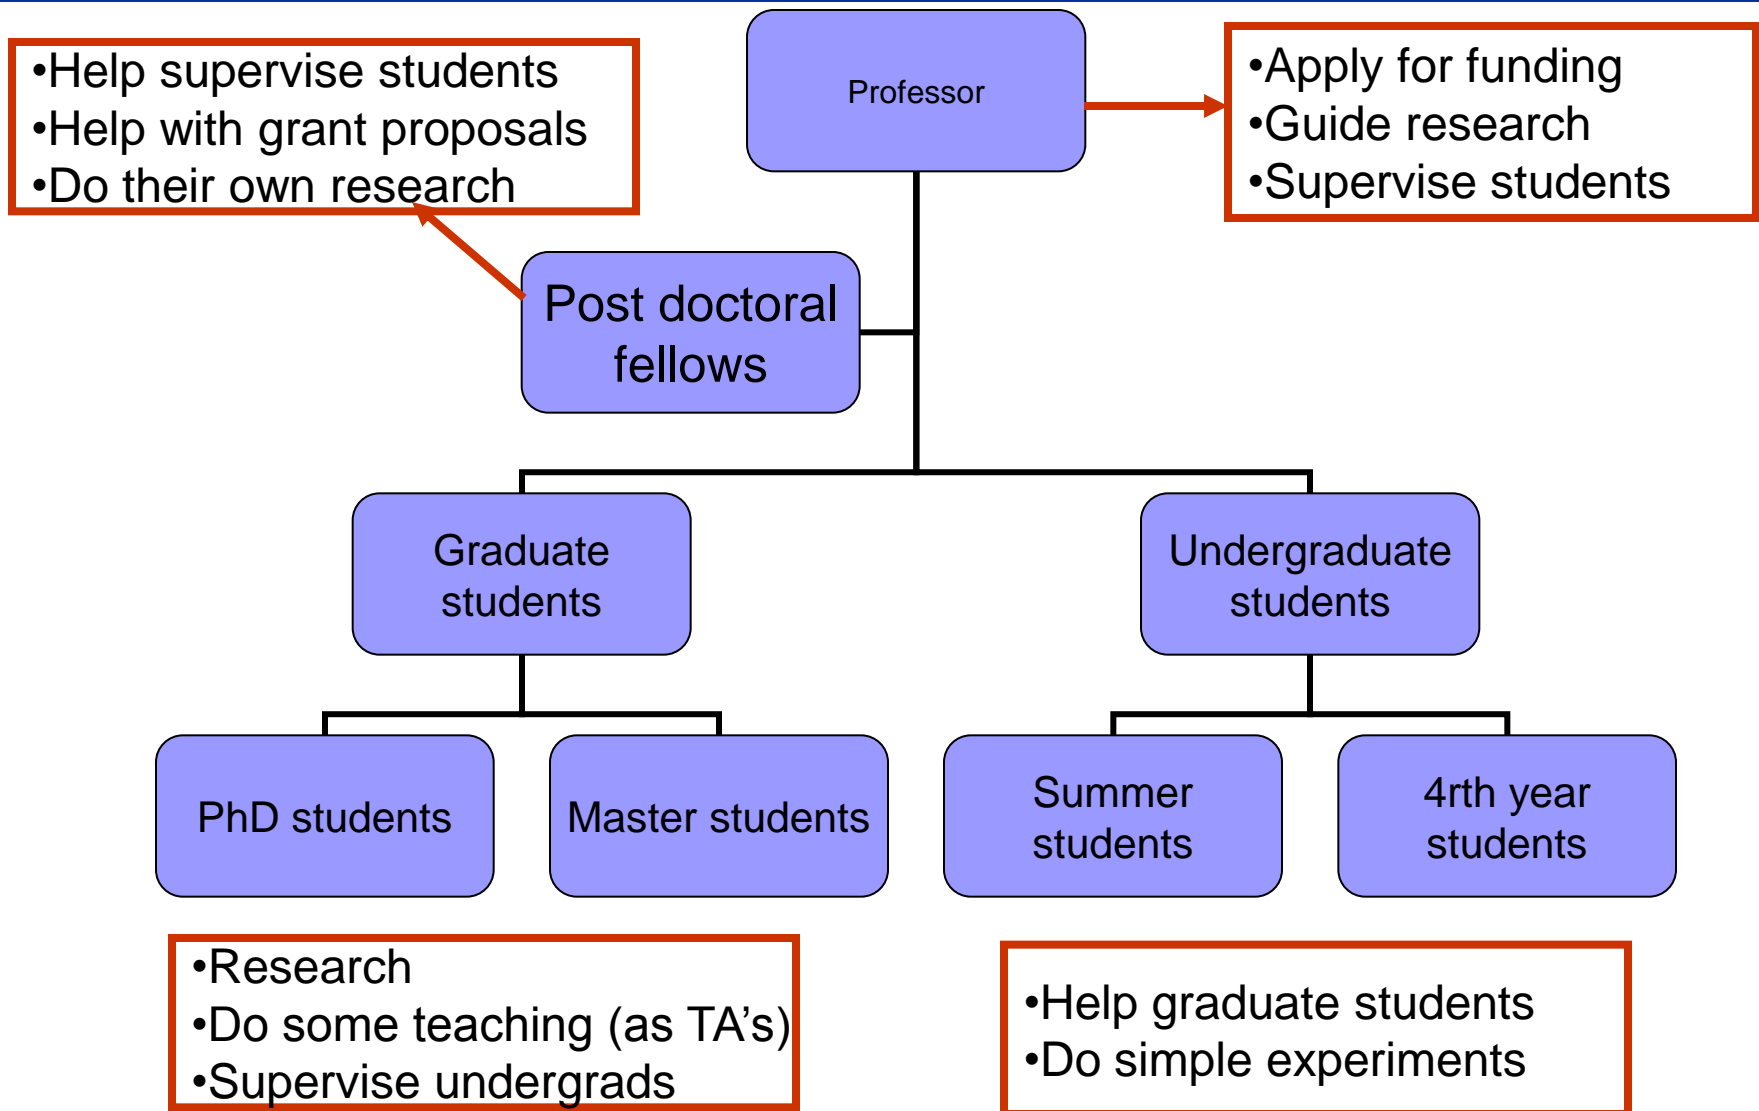 •Help supervise students
•Help with grant proposals
•Do their own research
Professor
•Apply for funding
•Guide research
•Supervise students
Post doctoral
fellows
Graduate
students
Undergraduate
students
PhD students
Master students
Summer
students
4rth year
students
•Research
•Do some teaching (as TA’s)
•Supervise undergrads
•Help graduate students
•Do simple experiments